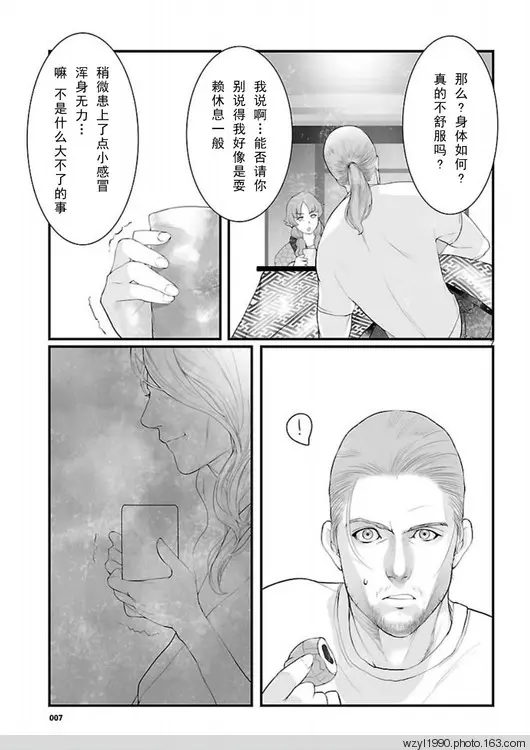 那么？身体如何？
真的不舒服吗？
我说啊…能否请你
别说得我好像是耍
赖休息一般
稍微患上了点小感冒
浑身无力…
嘛 不是什么大不了的事
！
007
wzyl1990.photo.163.com